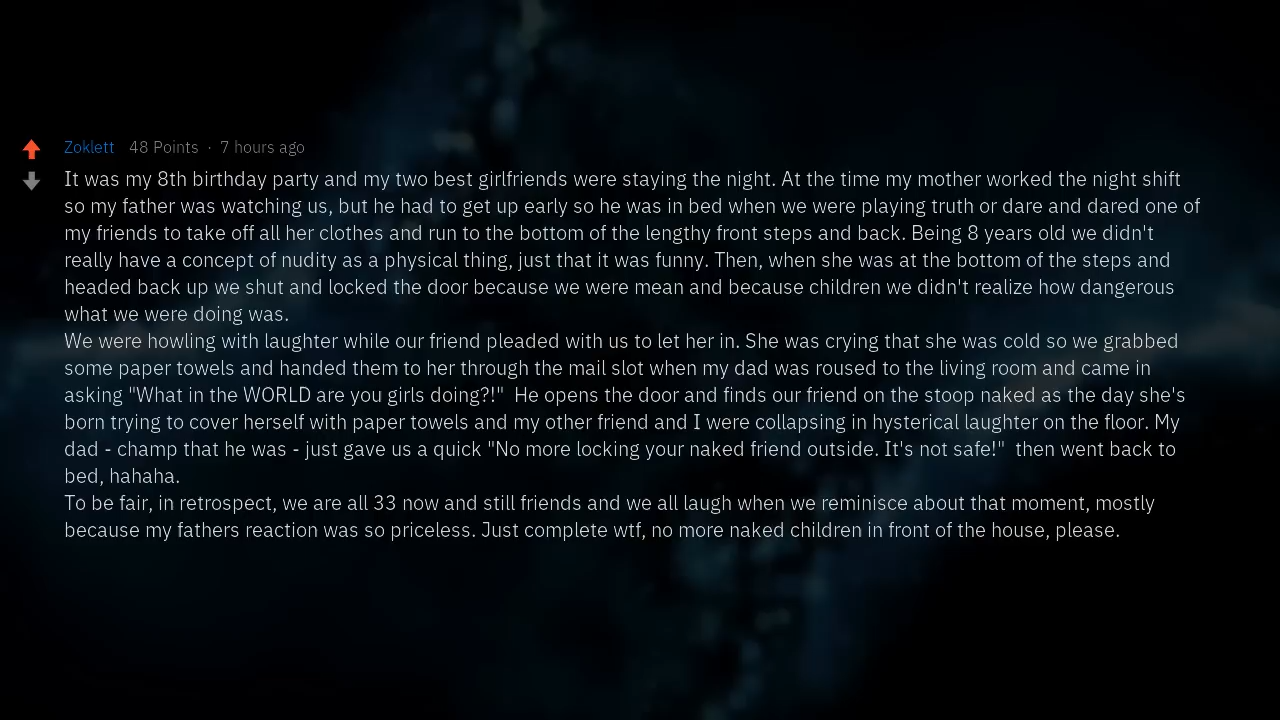 Zoklett 48 Points · 7 hours ago
It was my 8th birthday party and my two best girlfriends were staying the night. At the time my mother worked the night shift
so my father was watching us, but he had to get up early so he was in bed when we were playing truth or dare and dared one of
my friends to take off all her clothes and run to the bottom of the lengthy front steps and back. Being 8 years old we didn't
really have a concept of nudity as a physical thing, just that it was funny. Then, when she was at the bottom of the steps and
headed back up we shut and locked the door because we were mean and because children we didn't realize how dangerous
what we were doing was.
We were howling with laughter while our friend pleaded with us to let her in. She was crying that she was cold so we grabbed
some paper towels and handed them to her through the mail slot when my dad was roused to the living room and came in
asking "What in the WORLD are you girls doing?!" He opens the door and finds our friend on the stoop naked as the day she's
born trying to cover herself with paper towels and my other friend and I were collapsing in hysterical laughter on the floor. My
dad - champ that he was - just gave us a quick "No more locking your naked friend outside. It's not safe!" then went back to
bed, hahaha.
To be fair, in retrospect, we are all 33 now and still friends and we all laugh when we reminisce about that moment, mostly
because my fathers reaction was so priceless. Just complete wtf, no more naked children in front of the house, please.